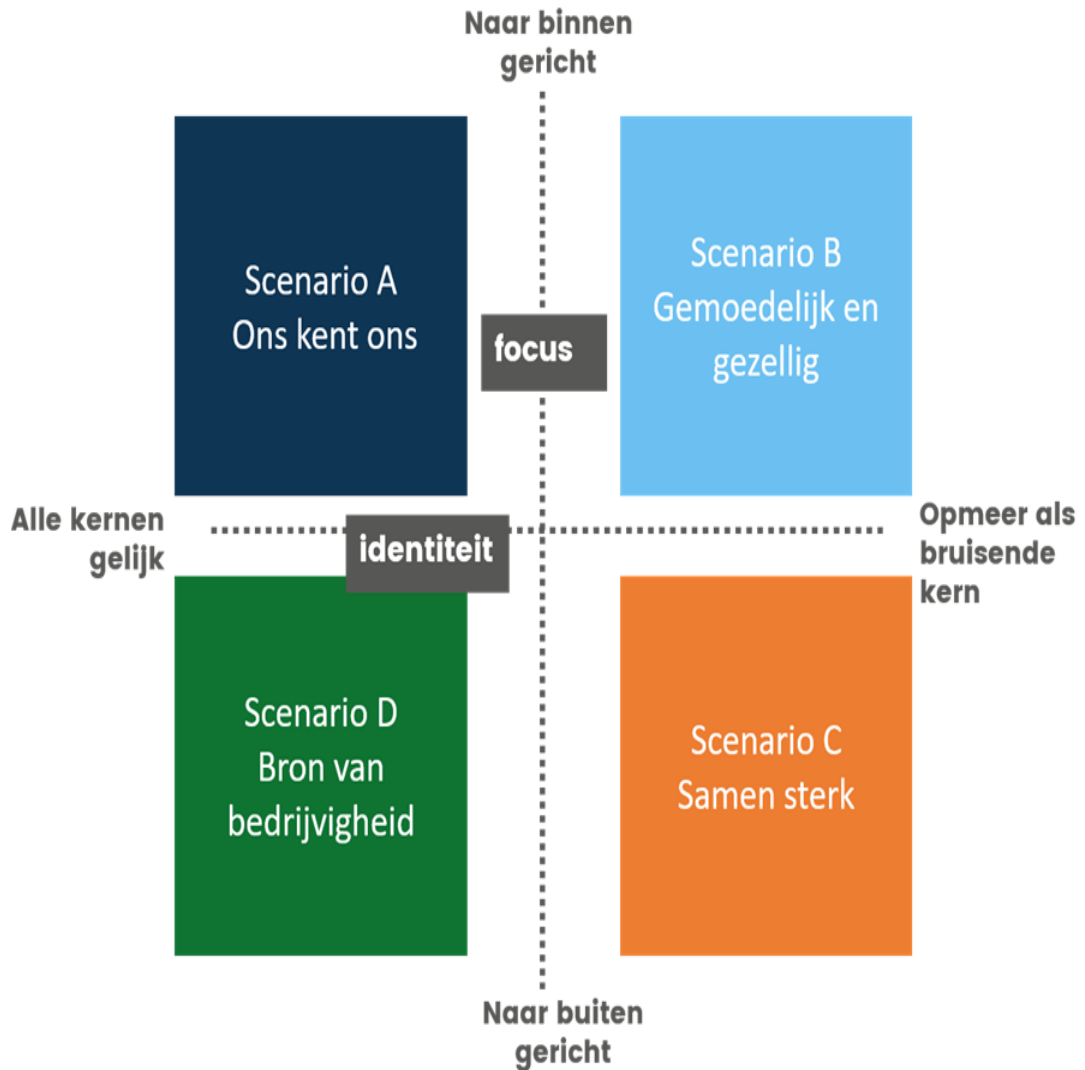 Naar binnen
gericht
Scenario A
Ons kent ons
Scenario B
Gemoedelijk en
gezellig
focus
Alle kernen
gelijk
identiteit
Opmeer als
bruisende
kern
Scenario D
Bron van
bedrijvigheid
Scenario C
Samen sterk
Naar buiten
gericht